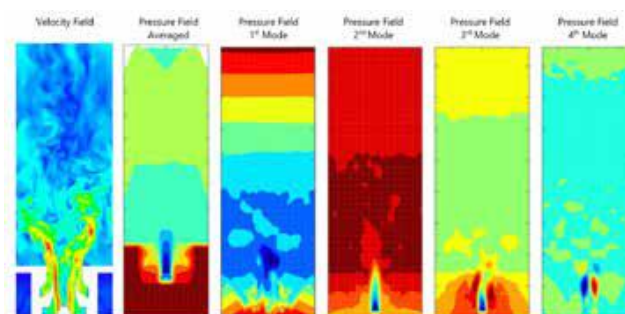 Velocity Field
Pressure Field
Averaged
Pressure Field
1st Mode
Pressure Field
2nd Mode
Pressure Field
3rd Mode
Pressure Field
4th Mode